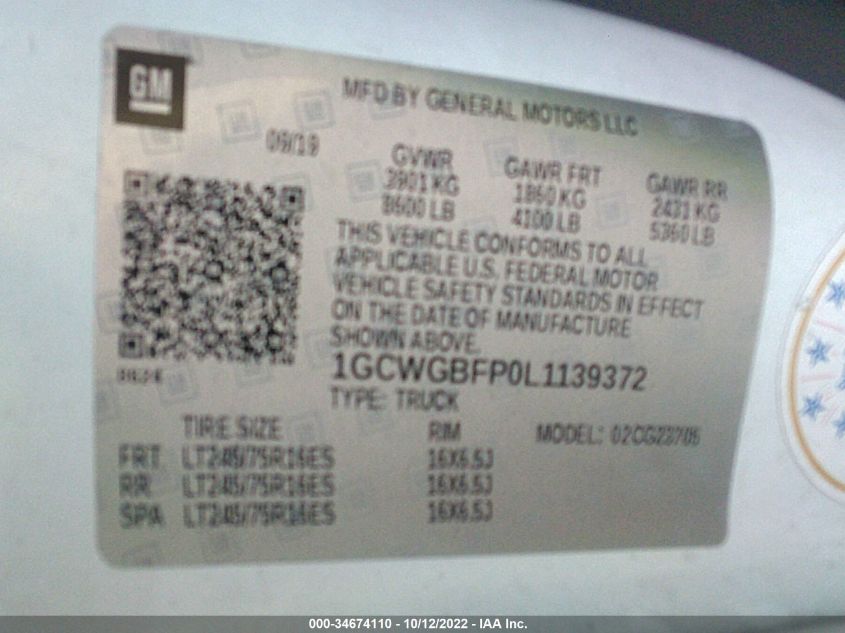 GM
MFD BY GENERAL MOTORS LLC
09/19
GVWR GAWR FRT GAWR RR
3901 KG 1860 KG 2431 KG
8600 LB 4100 LB 5360 LB
THIS VEHICLE CONFORMS TO ALL
APPLICABLE U.S. FEDERAL MOTOR
VEHICLE SAFETY STANDARDS IN EFFECT
ON THE DATE OF MANUFACTURE
SHOWN ABOVE.
1GCWGBFP0L1139372
TYPE: TRUCK
TIRE SIZE RIM MODEL: 02CG23705
FRT LT245/75R16ES 16X6.5J
RR LT245/75R16ES 16X6.5J
SPA LT245/75R16ES 16X6.5J
000-34674110 - 10/12/2022 - IAA Inc.